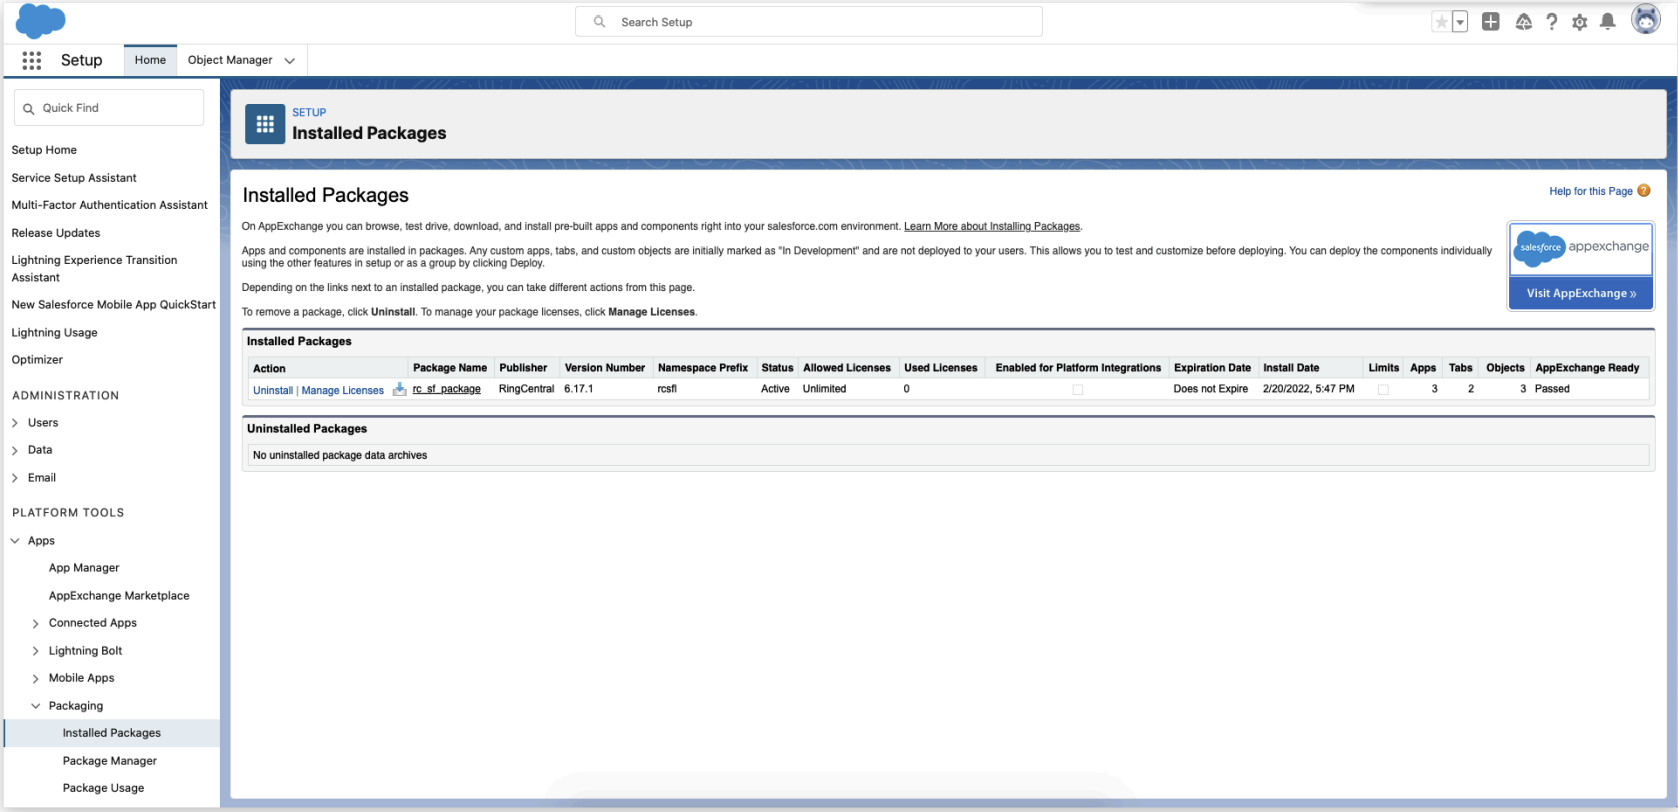 Search Setup
Setup
Home
Object Manager
Quick Find
Setup Home
Service Setup Assistant
Multi-Factor Authentication Assistant
Release Updates
Lightning Experience Transition
Assistant
New Salesforce Mobile App QuickStart
Lightning Usage
Optimizer
ADMINISTRATION
Users
Data
Email
PLATFORM TOOLS
Apps
App Manager
AppExchange Marketplace
Connected Apps
Lightning Bolt
Mobile Apps
Packaging
Installed Packages
Package Manager
Package Usage
SETUP
Installed Packages
Installed Packages
Help for this Page ?
On AppExchange you can browse, test drive, download, and install pre-built apps and components right into your salesforce.com environment. Learn More about Installing Packages.
Apps and components are installed in packages. Any custom apps, tabs, and custom objects are initially marked as "In Development" and are not deployed to your users. This allows you to test and customize before deploying. You can deploy the components individually
using the other features in setup or as a group by clicking Deploy.
Depending on the links next to an installed package, you can take different actions from this page.
To remove a package, click Uninstall. To manage your package licenses, click Manage Licenses.
salesforce appexchange
Visit AppExchange »
Installed Packages
Action Package Name Publisher Version Number Namespace Prefix Status Allowed Licenses Used Licenses Enabled for Platform Integrations Expiration Date Install Date Limits Apps Tabs Objects AppExchange Ready
Uninstall | Manage Licenses rc_sf_package RingCentral 6.17.1 rcsfl Active Unlimited 0 Does not Expire 2/20/2022, 5:47 PM 3 2 3 Passed
Uninstalled Packages
No uninstalled package data archives